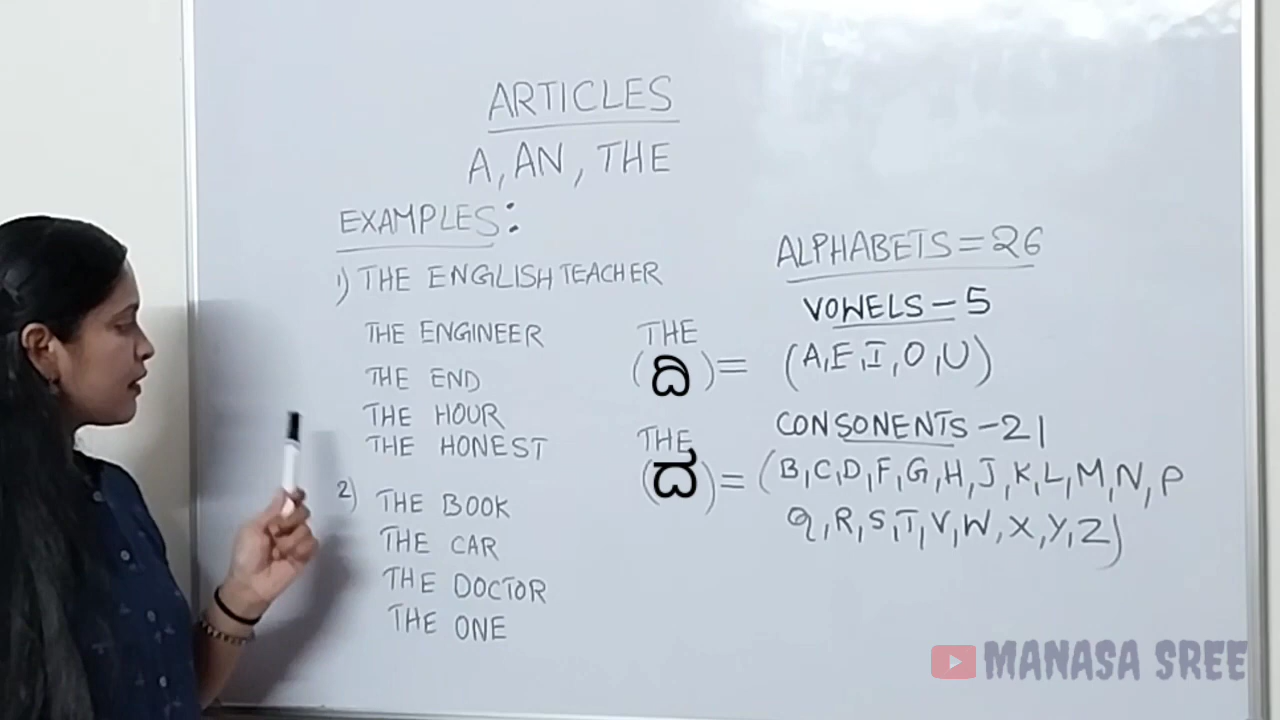 ARTICLES
A, AN, THE
EXAMPLES:
1) THE ENGLISH TEACHER
THE ENGINEER
THE END
THE HOUR
THE HONEST
2) THE BOOK
THE CAR
THE DOCTOR
THE ONE
THE
(ದಿ) =
THE
(ದ) =
ALPHABETS = 26
VOWELS - 5
(A, E, I, O, U)
CONSONENTS - 21
(B, C, D, F, G, H, J, K, L, M, N, P
Q, R, S, T, V, W, X, Y, Z)
MANASA SREE